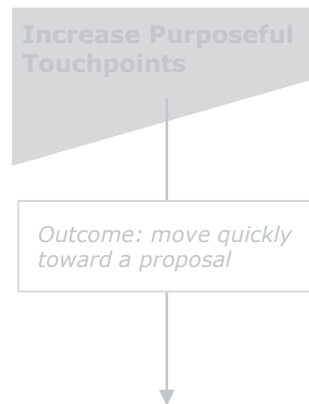 Increase Purposeful
Touchpoints
Outcome: move quickly
toward a proposal